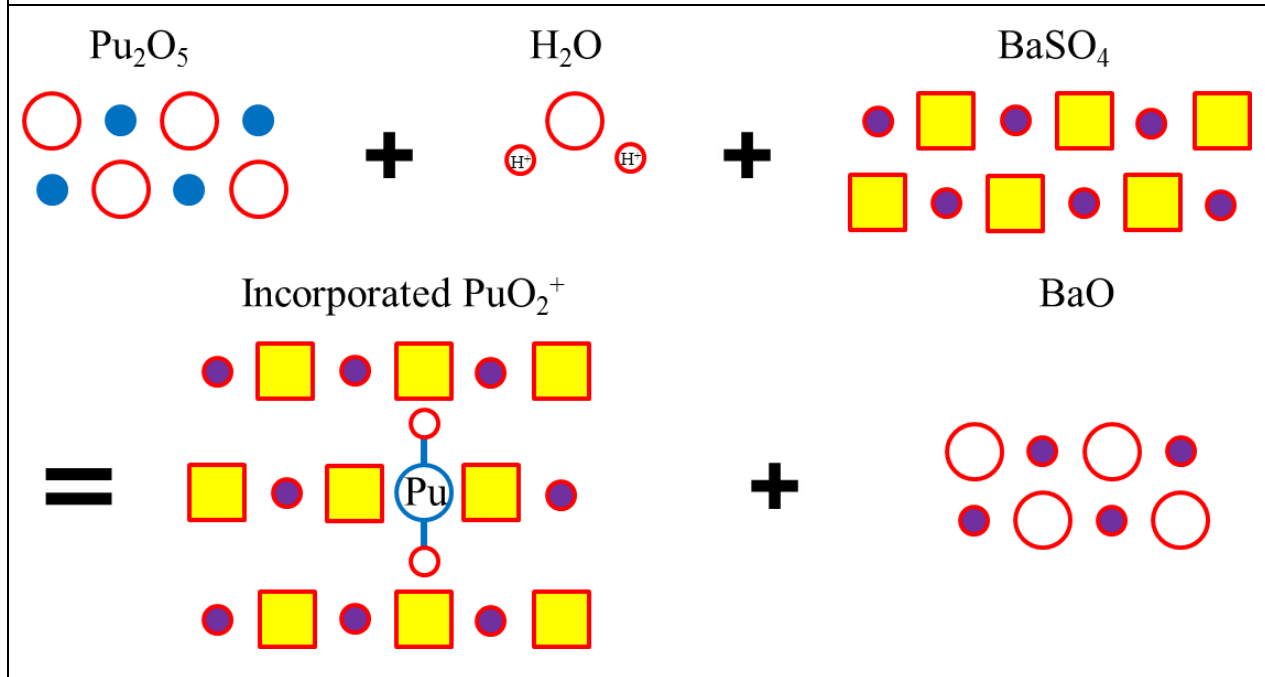 Pu₂O₅ + H₂O + BaSO₄
H⁺ H⁺
Incorporated PuO₂⁺ BaO
= Pu +